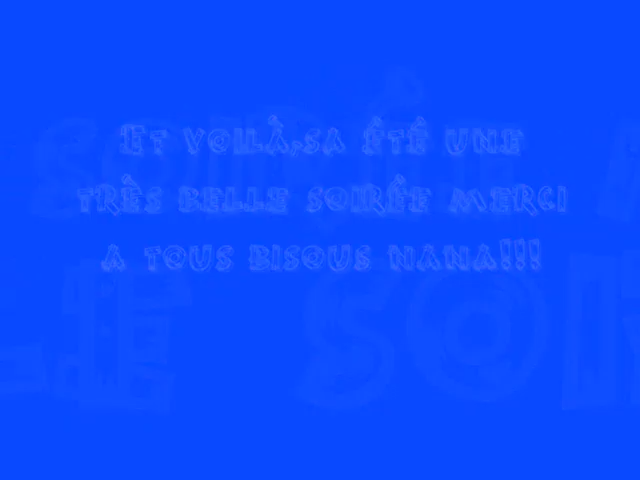 Et voilà,sa été une
très belle soirée merci
a tous bisous nana!!!